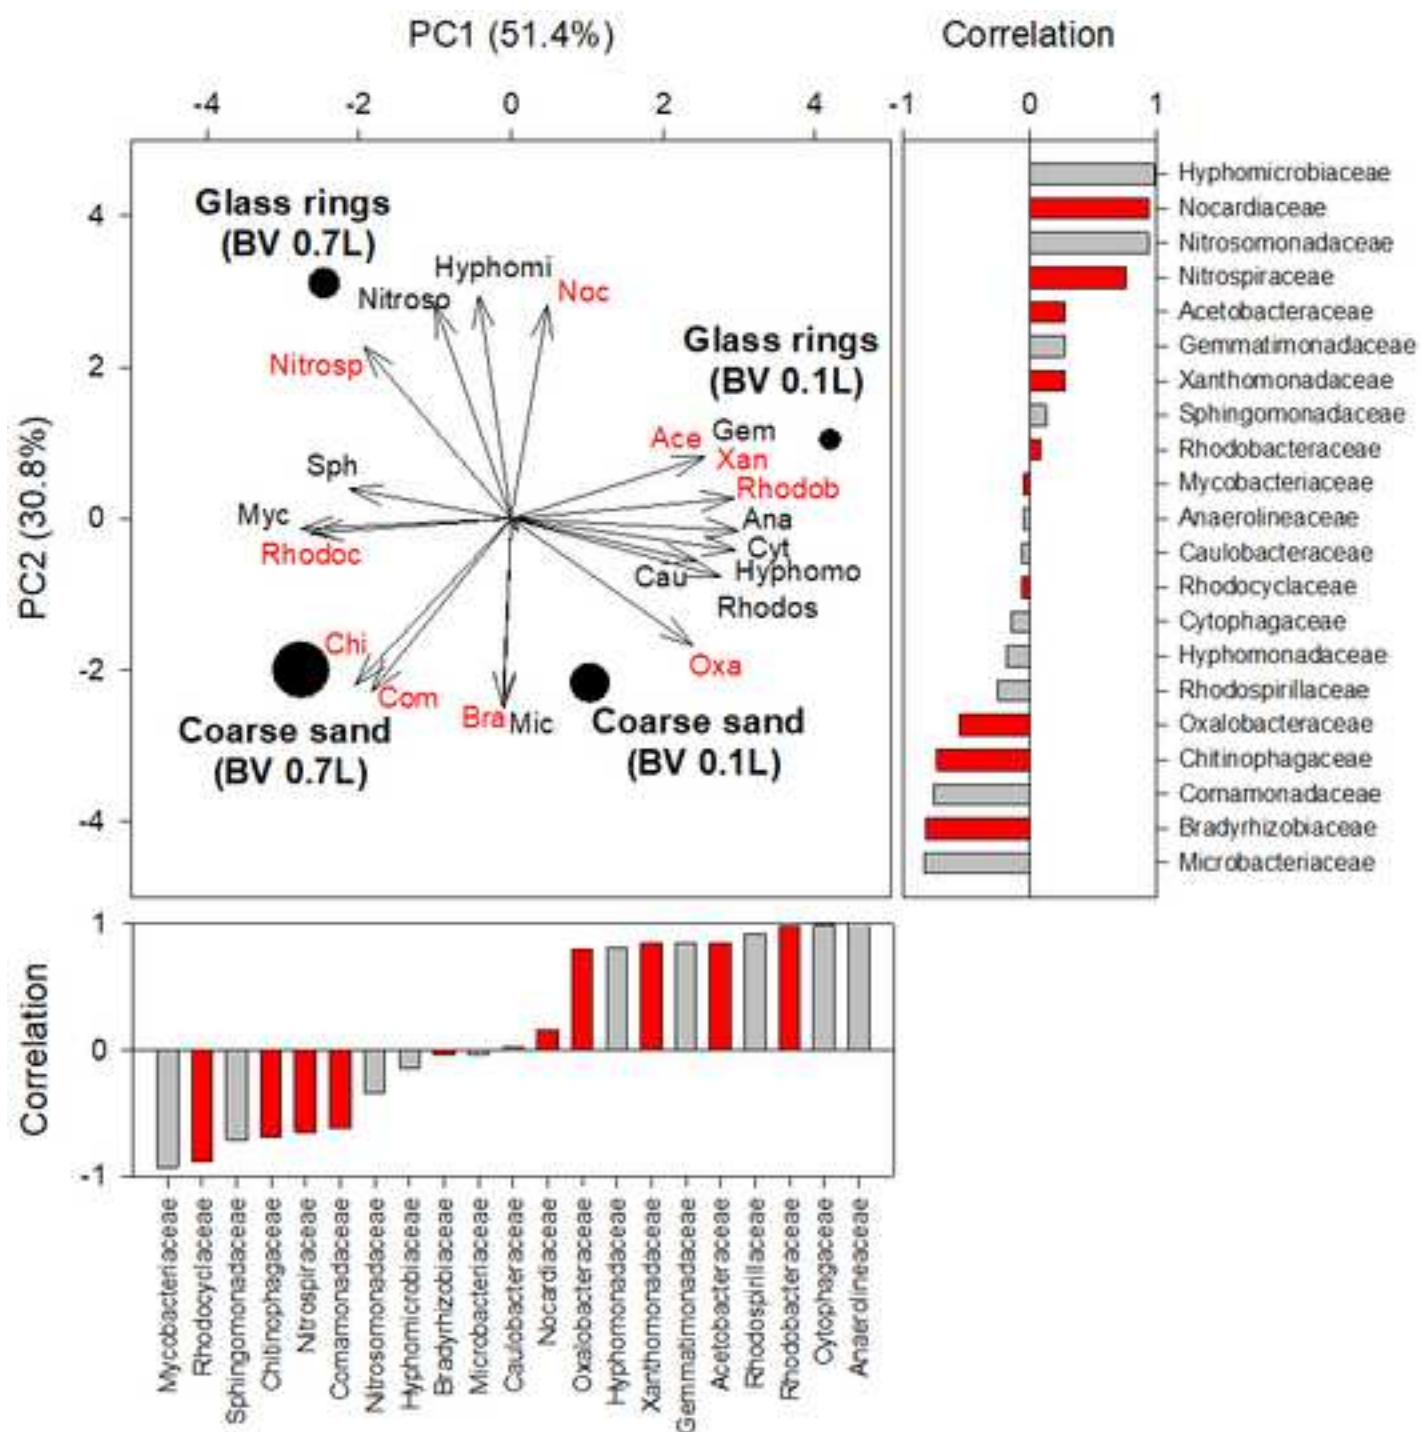 PC1 (51.4%)
Correlation
-4 -2 0 2 4
-1 0 1
Glass rings
(BV 0.7L)
Hyphomi
Nitroso
Noc
Nitrosp
Glass rings
(BV 0.1L)
Ace
Gem
Xan
Rhodob
Sph
Myc
Ana
Cyt
Rhodoc
Cau
Hyphomo
Rhodos
Chi
Oxa
Com
Bra
Mic
Coarse sand
(BV 0.7L)
Coarse sand
(BV 0.1L)
PC2 (30.8%)
4
2
0
-2
-4
Hyphomicrobiaceae
Nocardiaceae
Nitrosomonadaceae
Nitrospiraceae
Acetobacteraceae
Gemmatimonadaceae
Xanthomonadaceae
Sphingomonadaceae
Rhodobacteraceae
Mycobacteriaceae
Anaerolineaceae
Caulobacteraceae
Rhodocyclaceae
Cytophagaceae
Hyphomonadaceae
Rhodospirillaceae
Oxalobacteraceae
Chitinophagaceae
Comamonadaceae
Bradyrhizobiaceae
Microbacteriaceae
Correlation
1
0
-1
Mycobacteriaceae
Rhodocyclaceae
Sphingomonadaceae
Chitinophagaceae
Nitrospiraceae
Comamonadaceae
Nitrosomonadaceae
Hyphomicrobiaceae
Bradyrhizobiaceae
Microbacteriaceae
Caulobacteraceae
Nocardiaceae
Oxalobacteraceae
Hyphomonadaceae
Xanthomonadaceae
Gemmatimonadaceae
Acetobacteraceae
Rhodospirillaceae
Rhodobacteraceae
Cytophagaceae
Anaerolineaceae